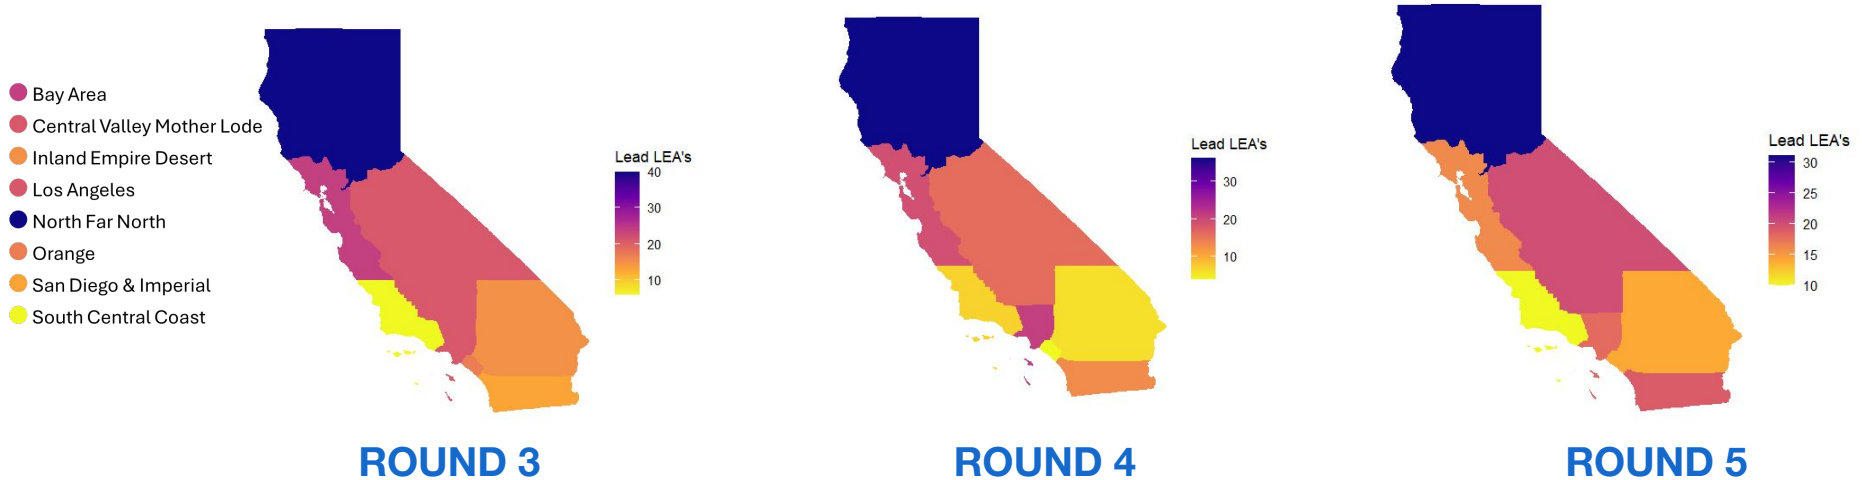 Bay Area
Central Valley Mother Lode
Inland Empire Desert
Los Angeles
North Far North
Orange
San Diego & Imperial
South Central Coast
Lead LEA's
40
30
20
10
ROUND 3
Lead LEA's
30
20
10
ROUND 4
Lead LEA's
30
25
20
15
10
ROUND 5